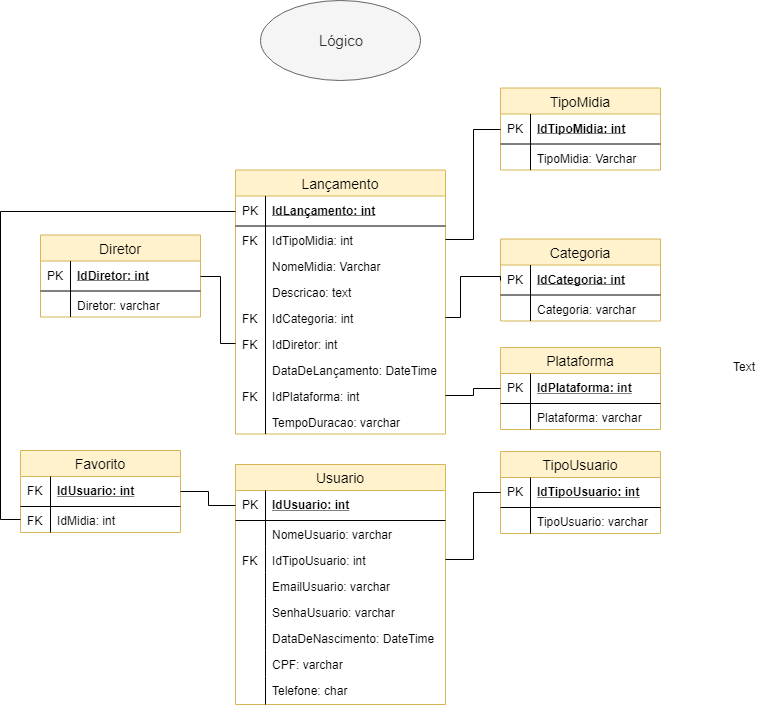 Lógico
TipoMidia
PK IdTipoMidia: int
TipoMidia: Varchar
Lançamento
PK IdLançamento: int
FK IdTipoMidia: int
NomeMidia: Varchar
Descricao: text
FK IdCategoria: int
FK IdDiretor: int
DataDeLançamento: DateTime
FK IdPlataforma: int
TempoDuracao: varchar
Diretor
PK IdDiretor: int
Diretor: varchar
Categoria
PK IdCategoria: int
Categoria: varchar
Plataforma
PK IdPlataforma: int
Plataforma: varchar
Text
Favorito
FK IdUsuario: int
FK IdMidia: int
Usuario
PK IdUsuario: int
NomeUsuario: varchar
FK IdTipoUsuario: int
EmailUsuario: varchar
SenhaUsuario: varchar
DataDeNascimento: DateTime
CPF: varchar
Telefone: char
TipoUsuario
PK IdTipoUsuario: int
TipoUsuario: varchar